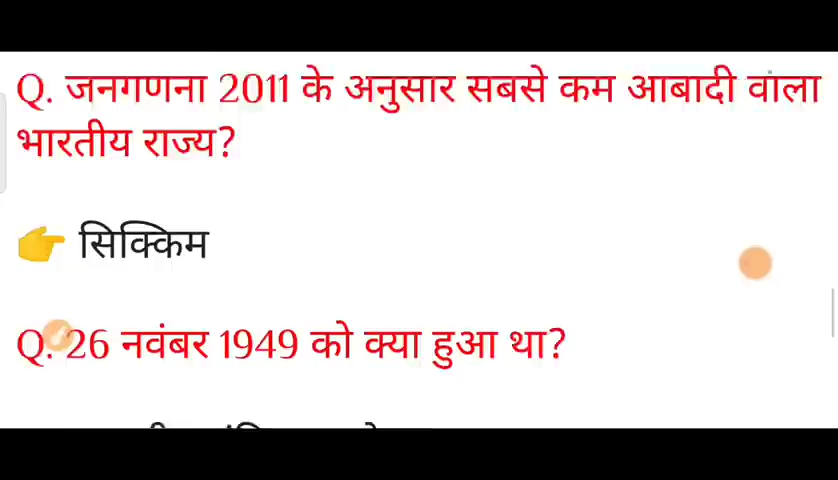 Q. जनगणना 2011 के अनुसार सबसे कम आबादी वाला
भारतीय राज्य?
👉 सिक्किम
Q. 26 नवंबर 1949 को क्या हुआ था?